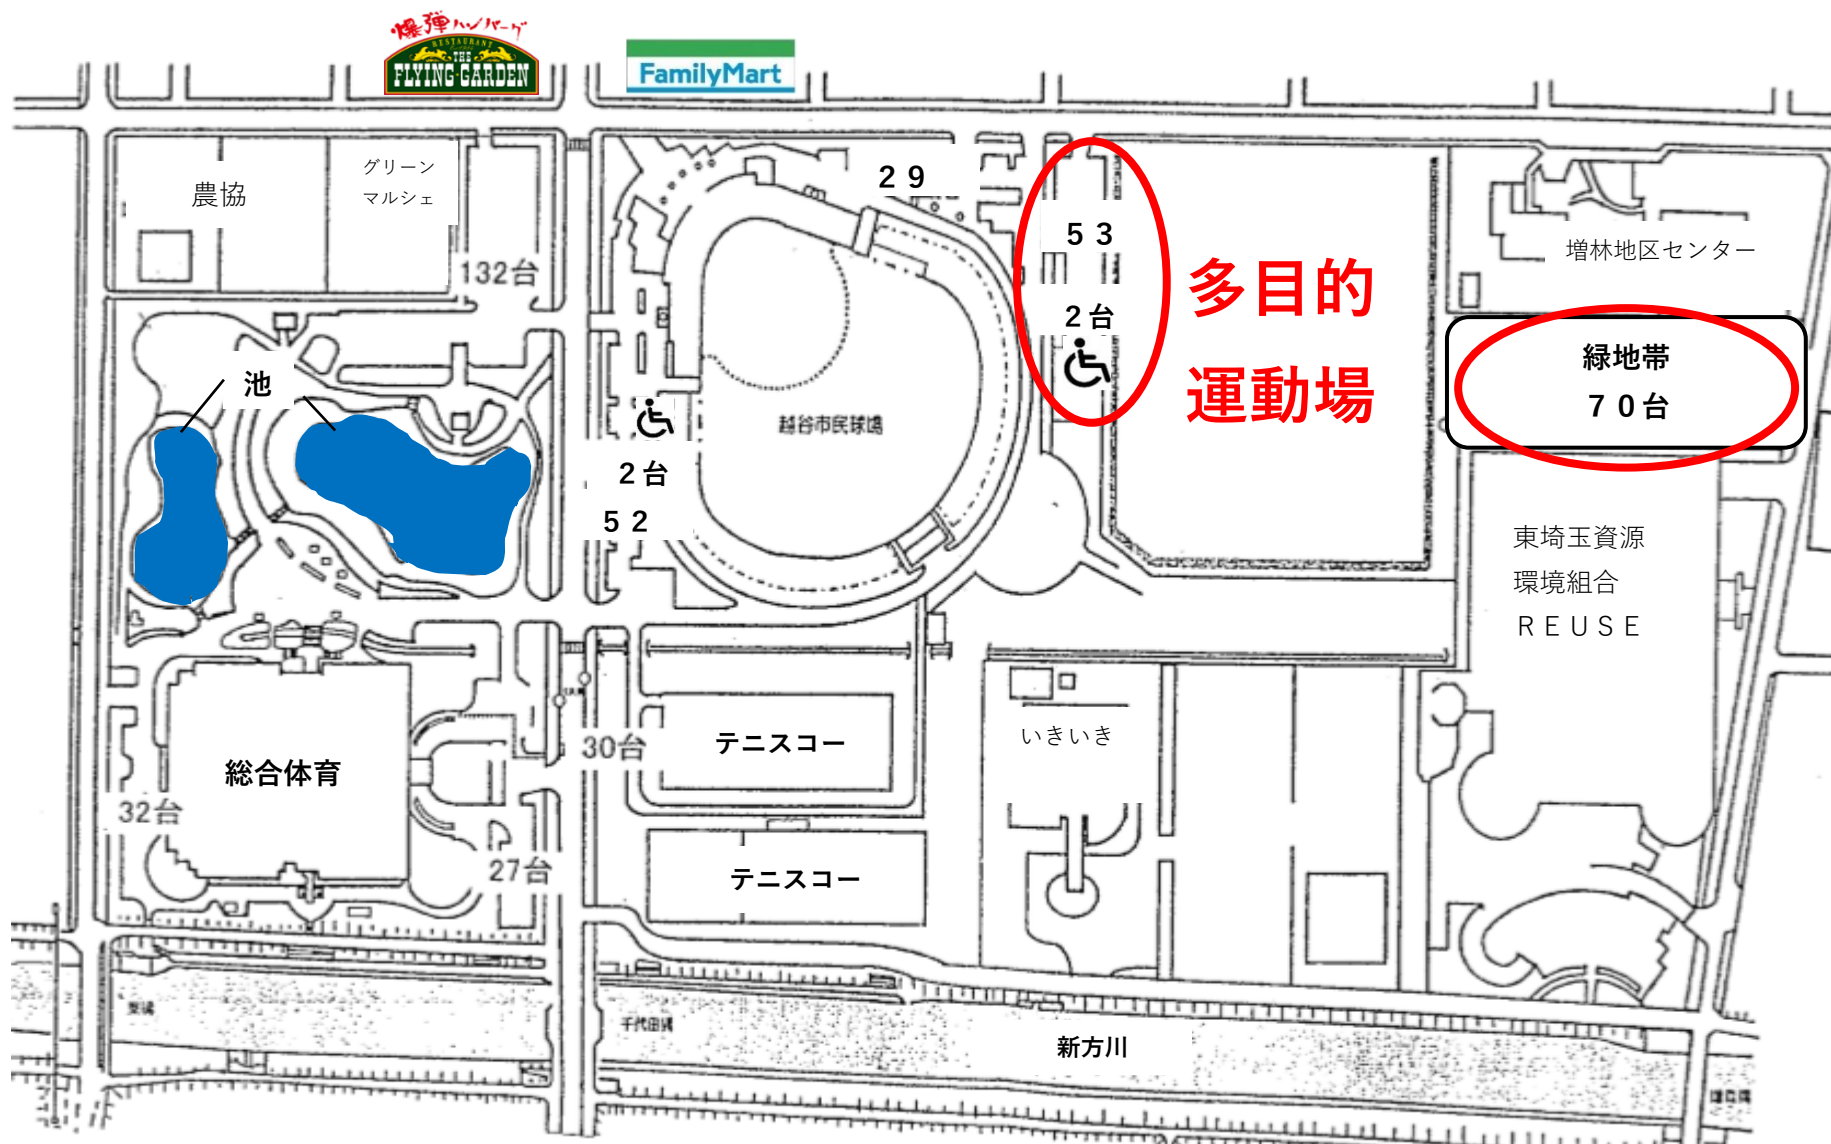 爆弾ハンバーグ
RESTAURANT
THE
FLYING GARDEN
FamilyMart
農協
グリーン
マルシェ
132台
29
53
2台
多目的
運動場
増林地区センター
緑地帯
70台
池
越谷市民球場
2台
52
東埼玉資源
環境組合
REUSE
総合体育
32台
27台
30台
テニスコー
テニスコー
いきいき
千代田橋
新方川